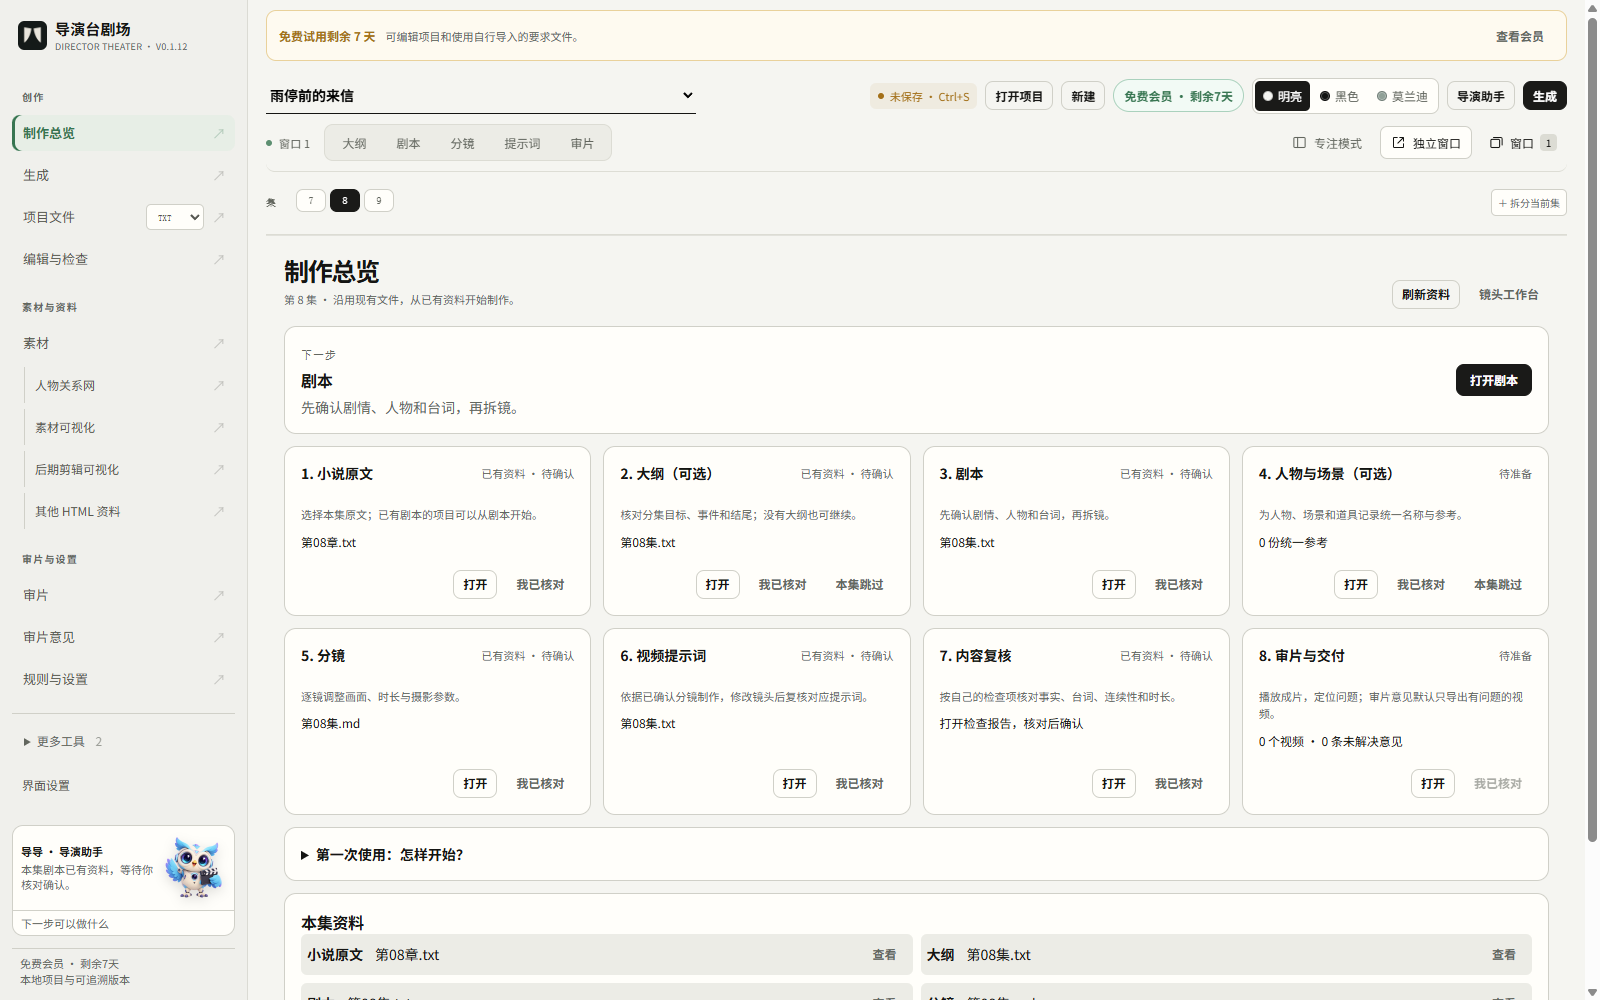 导演台剧场
DIRECTOR THEATER · V0.1.12
创作
制作总览
生成
项目文件 TXT
编辑与检查
素材与资料
素材
人物关系网
素材可视化
后期剪辑可视化
其他 HTML 资料
审片与设置
审片
审片意见
规则与设置
更多工具 2
界面设置
导导 · 导演助手
本集剧本已有资料，等待你
核对确认。
下一步可以做什么
免费会员 · 剩余7天
本地项目与可追溯版本
免费试用剩余 7 天 可编辑项目和使用自行导入的要求文件。 查看会员
雨停前的来信 未保存 · Ctrl+S 打开项目 新建 免费会员 · 剩余7天 明亮 黑色 莫兰迪 导演助手 生成
窗口 1 大纲 剧本 分镜 提示词 审片 专注模式 独立窗口 窗口 1
集 7 8 9 + 拆分当前集
制作总览
第 8 集 · 沿用现有文件，从已有资料开始制作。 刷新资料 镜头工作台
下一步
剧本
先确认剧情、人物和台词，再拆镜。 打开剧本
1. 小说原文 已有资料 · 待确认
选择本集原文；已有剧本的项目可以从剧本开始。
第08章.txt
打开 我已核对
2. 大纲（可选） 已有资料 · 待确认
核对分集目标、事件和结尾；没有大纲也可继续。
第08集.txt
打开 我已核对 本集跳过
3. 剧本 已有资料 · 待确认
先确认剧情、人物和台词，再拆镜。
第08集.txt
打开 我已核对
4. 人物与场景（可选） 待准备
为人物、场景和道具记录统一名称与参考。
0 份统一参考
打开 我已核对 本集跳过
5. 分镜 已有资料 · 待确认
逐镜调整画面、时长与摄影参数。
第08集.md
打开 我已核对
6. 视频提示词 已有资料 · 待确认
依据已确认分镜制作，修改镜头后复核对应提示词。
第08集.txt
打开 我已核对
7. 内容复核 已有资料 · 待确认
按自己的检查项核对事实、台词、连续性和时长。
打开检查报告，核对后确认
打开 我已核对
8. 审片与交付 待准备
播放成片，定位问题；审片意见默认只导出有问题的视
频。
0 个视频 · 0 条未解决意见
打开 我已核对
第一次使用：怎样开始？
本集资料
小说原文 第08章.txt 查看
大纲 第08集.txt 查看